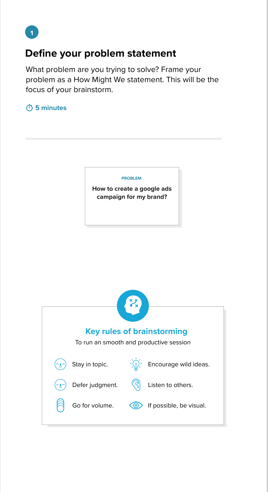 1
Define your problem statement
What problem are you trying to solve? Frame your
problem as a How Might We statement. This will be the
focus of your brainstorm.
5 minutes
PROBLEM
How to create a google ads
campaign for my brand?
Key rules of brainstorming
To run an smooth and productive session
Stay in topic. Encourage wild ideas.
Defer judgment. Listen to others.
Go for volume. If possible, be visual.